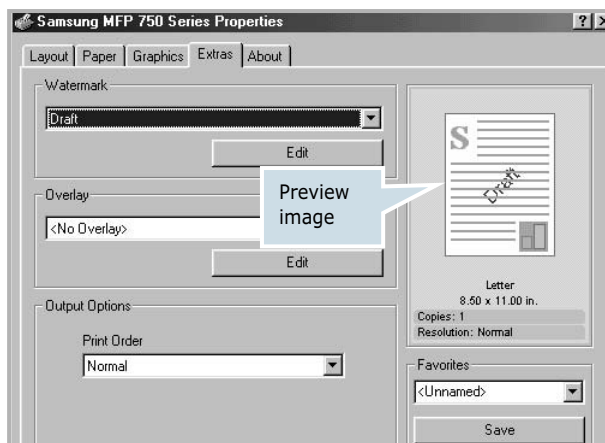 Samsung MFP 750 Series Properties
Layout
Paper
Graphics
Extras
About
Watermark
Draft
Edit
Overlay
<No Overlay>
Edit
Output Options
Print Order
Normal
Preview
image
S
Draft
Letter
8.50 x 11.00 in.
Copies: 1
Resolution: Normal
Favorites
<Unnamed>
Save